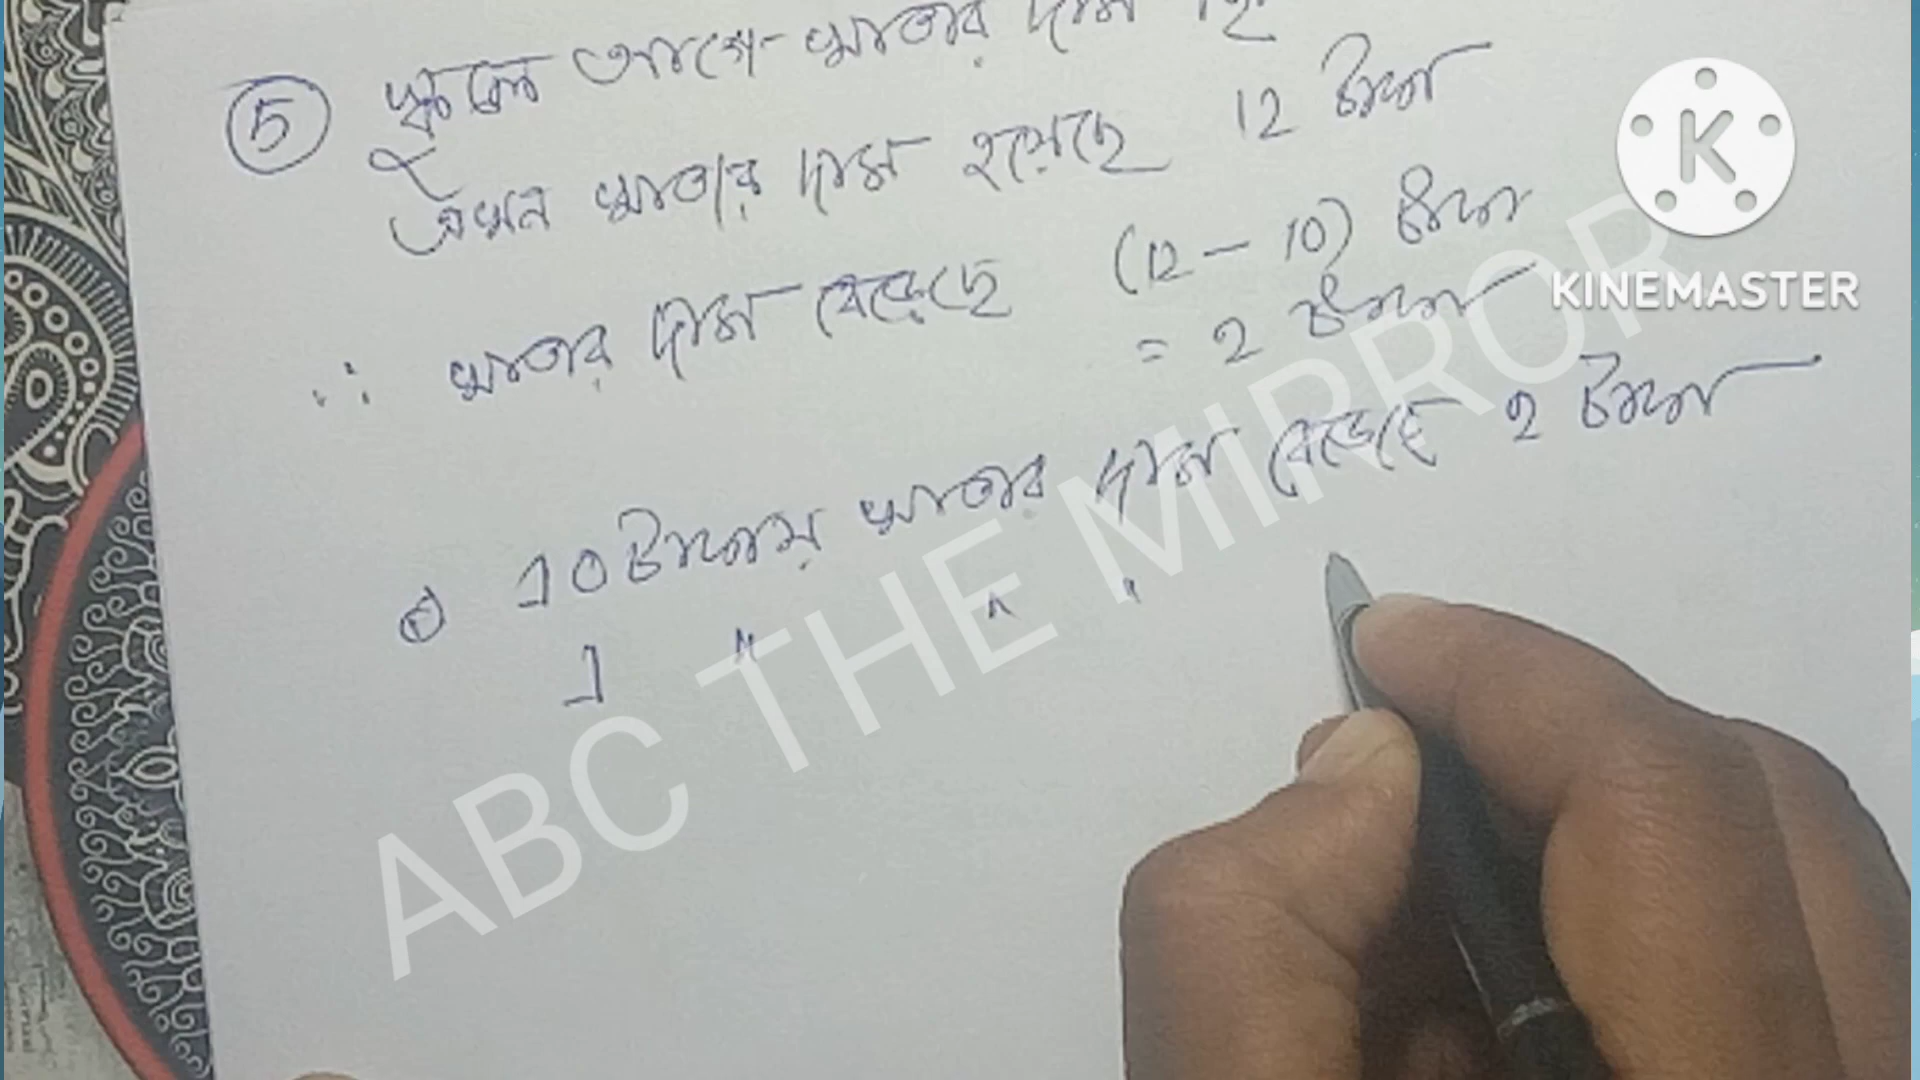 ⑤ স্কুলে আগে খাতার দাম ছি
এখন খাতার দাম হয়েছে 12 টাকা
∴ খাতার দাম বেড়েছে (12 - 10) টাকা
= 2 টাকা
10 টাকায় খাতার দাম বেড়েছে 2 টাকা
1 " " "
K
KINEMASTER
ABC THE MIRROR